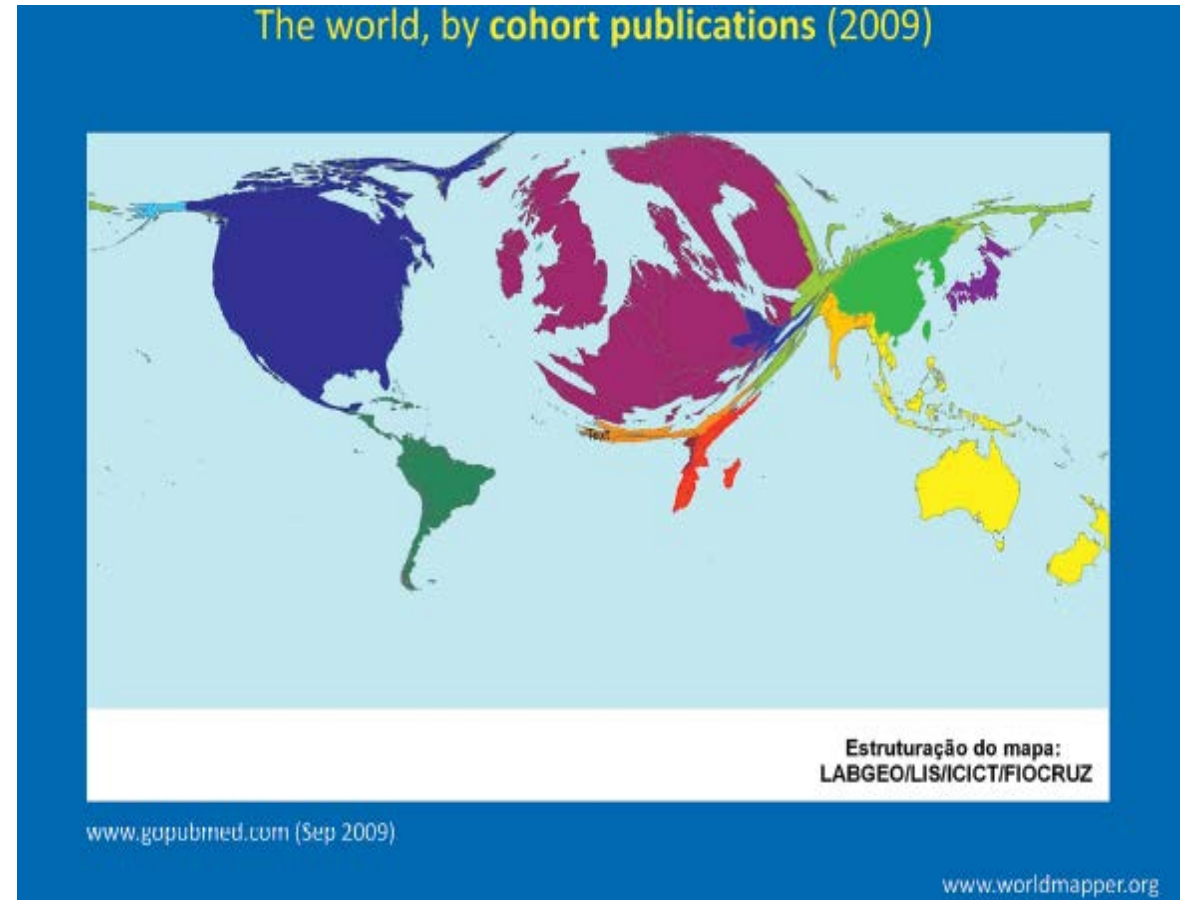 The world, by cohort publications (2009)
Text
Estruturação do mapa:
LABGEO/LIS/ICICT/FIOCRUZ
www.gopubmed.com (Sep 2009)
www.worldmapper.org